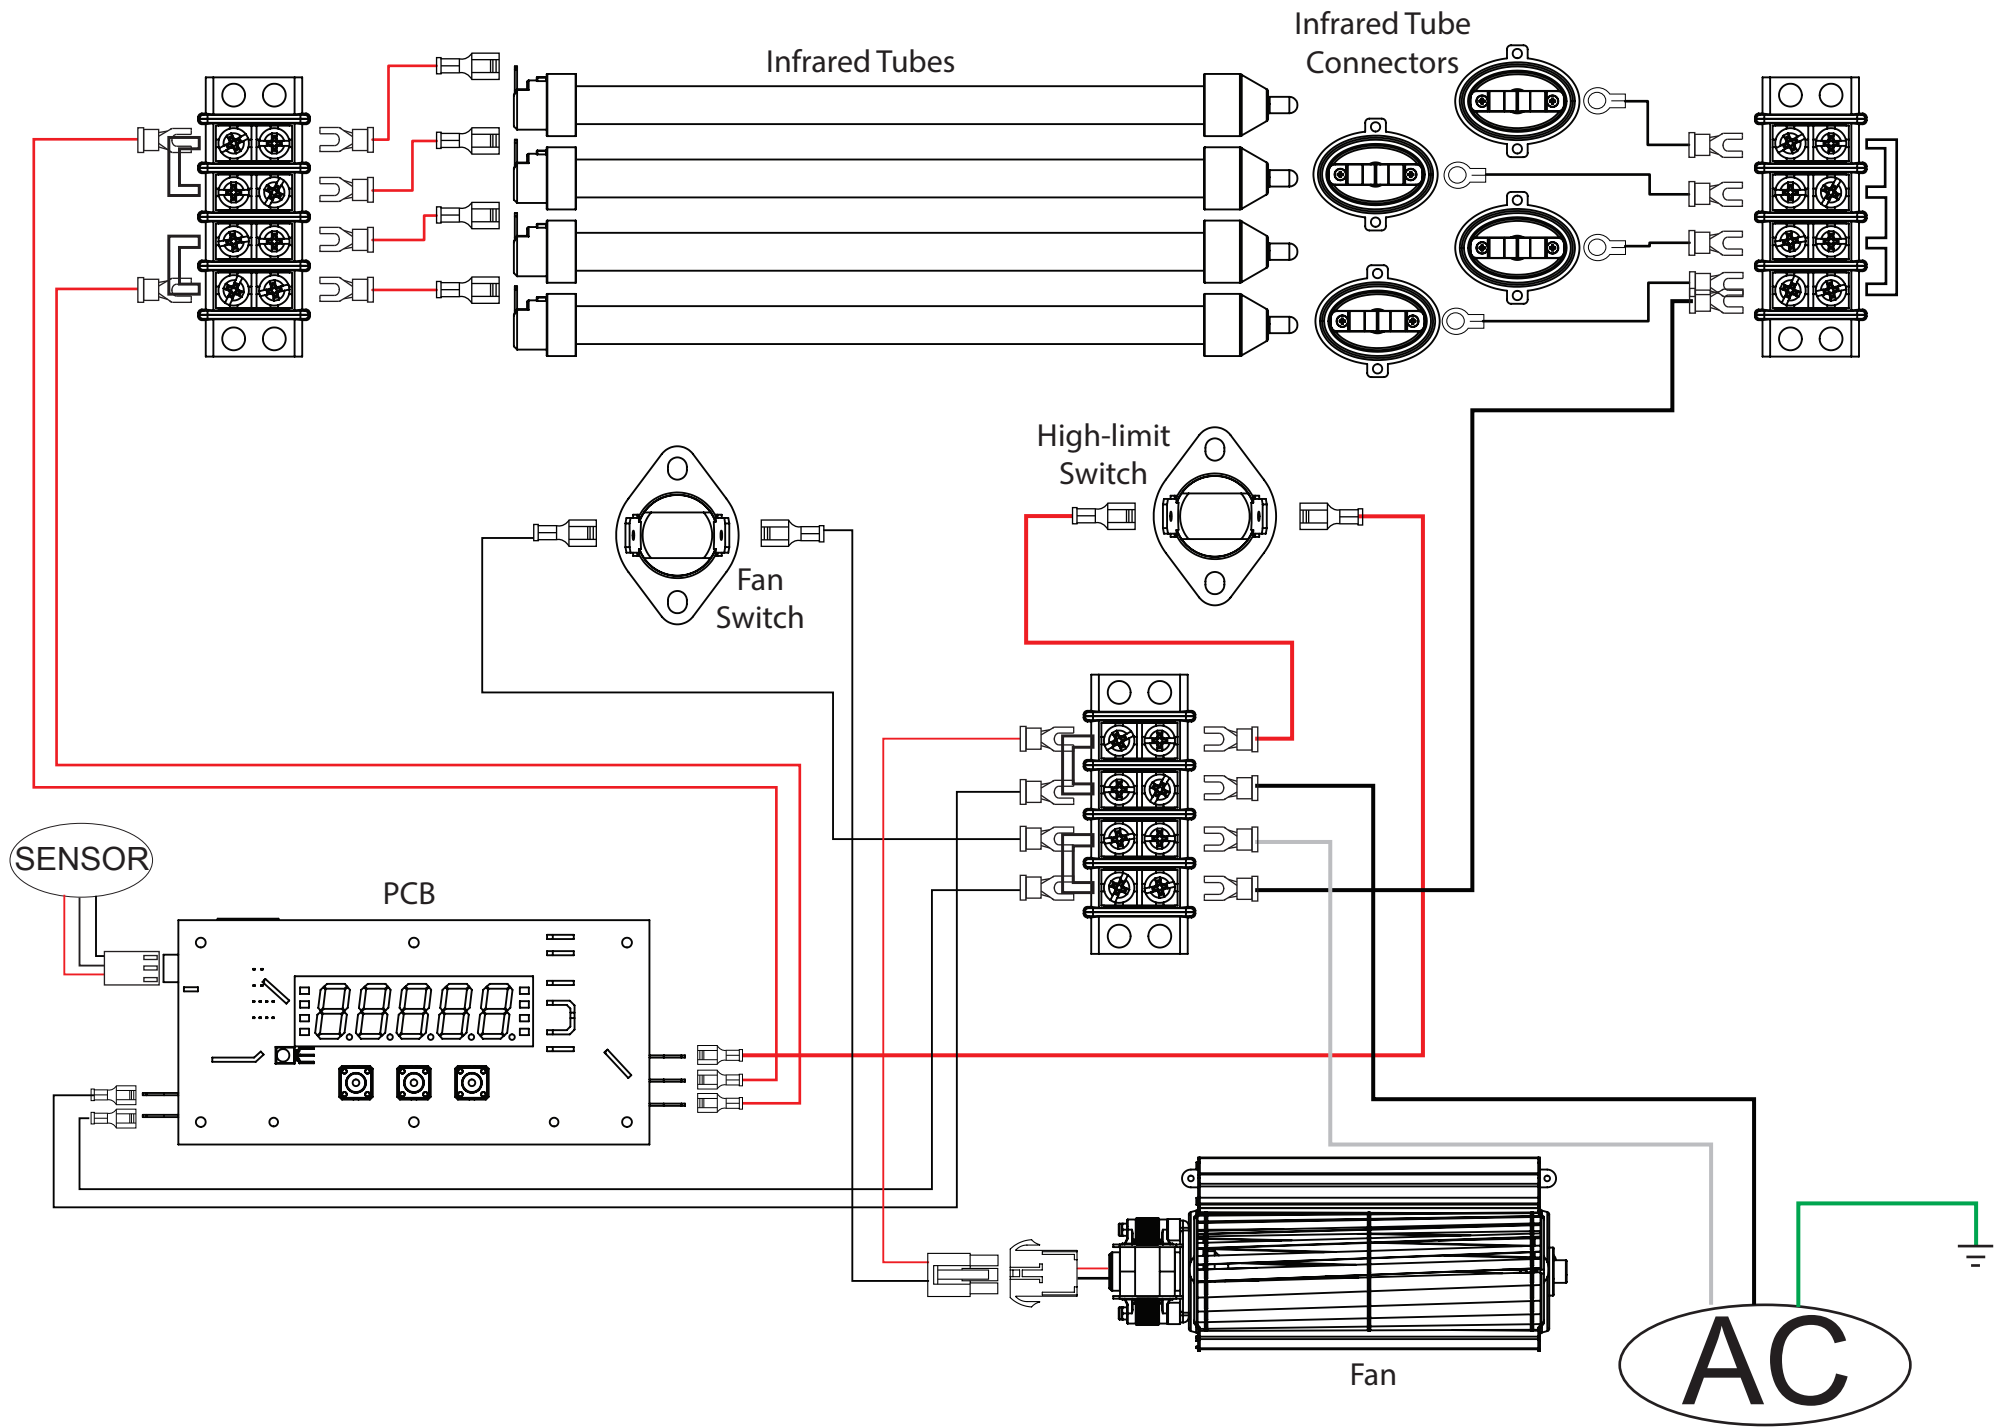 Infrared Tube
Connectors
Infrared Tubes
High-limit
Switch
Fan
Switch
SENSOR
PCB
Fan
AC